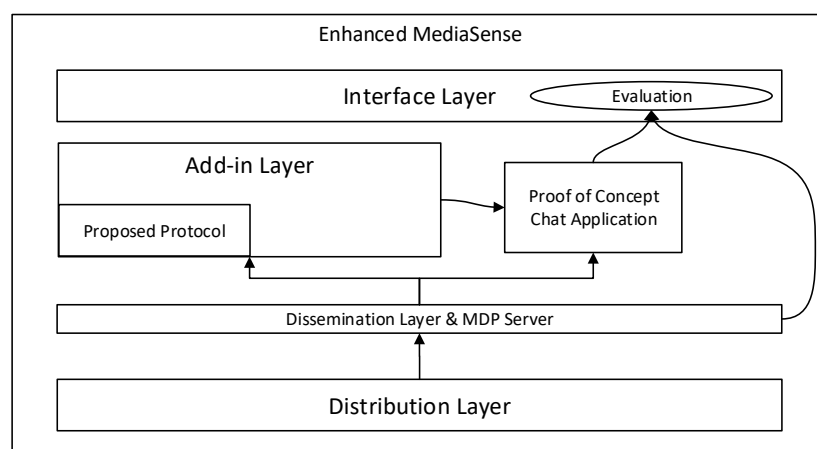 Enhanced MediaSense
Interface Layer
Evaluation
Add-in Layer
Proposed Protocol
Proof of Concept
Chat Application
Dissemination Layer & MDP Server
Distribution Layer